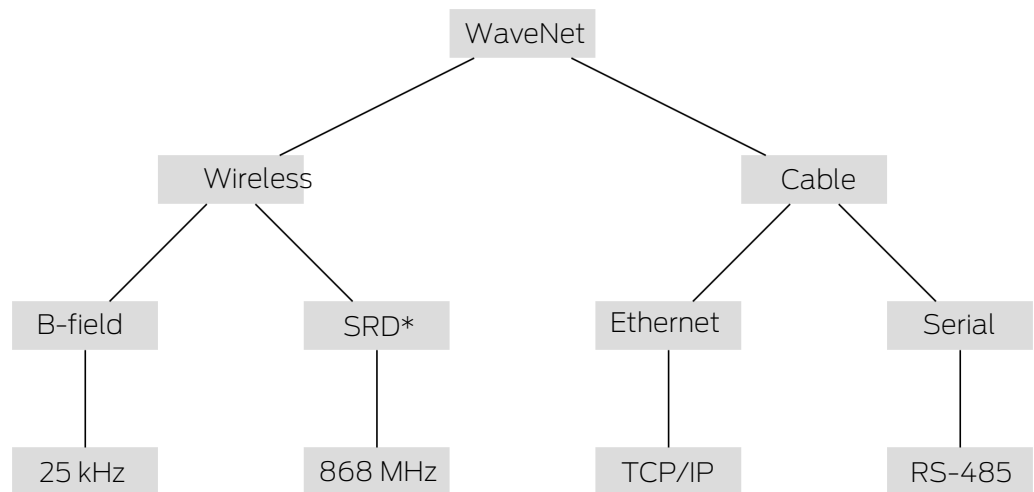 WaveNet
Wireless
Cable
B-field
SRD*
Ethernet
Serial
25 kHz
868 MHz
TCP/IP
RS-485